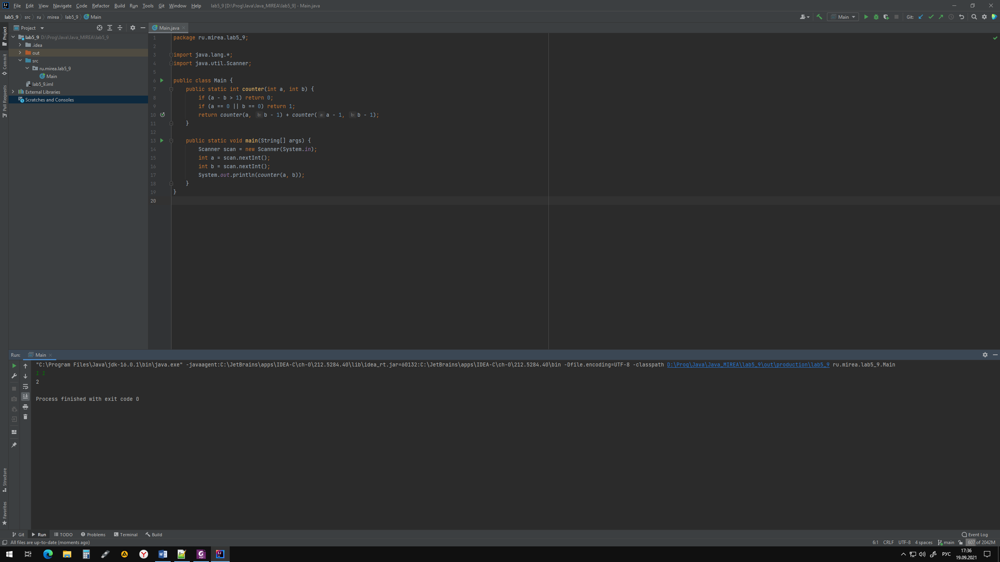 File Edit View Navigate Code Refactor Build Run Tools Git Window Help lab5_9 [D:\Prog\Java\Java_MIREA\lab5_9] - Main.java
lab5_9 src ru mirea lab5_9 Main
Main Git:
Project
Main.java
Project
Commit
Pull Requests
lab5_9 D:\Prog\Java\Java_MIREA\lab5_9
.idea
out
src
ru.mirea.lab5_9
Main
lab5_9.iml
External Libraries
Scratches and Consoles
1 package ru.mirea.lab5_9;
2
3 import java.lang.*;
4 import java.util.Scanner;
5
6 public class Main {
7 public static int counter(int a, int b) {
8 if (a - b > 1) return 0;
9 if (a == 0 || b == 0) return 1;
10 return counter(a, b: b - 1) + counter( a: a - 1, b: b - 1);
11 }
12
13 public static void main(String[] args) {
14 Scanner scan = new Scanner(System.in);
15 int a = scan.nextInt();
16 int b = scan.nextInt();
17 System.out.println(counter(a, b));
18 }
19 }
20
Run: Main
"C:\Program Files\Java\jdk-16.0.1\bin\java.exe" -javaagent:C:\JetBrains\apps\IDEA-C\ch-0\212.5284.40\lib\idea_rt.jar=60132:C:\JetBrains\apps\IDEA-C\ch-0\212.5284.40\bin -Dfile.encoding=UTF-8 -classpath D:\Prog\Java\Java_MIREA\lab5_9\out\production\lab5_9 ru.mirea.lab5_9.Main
1 1
2
Process finished with exit code 0
Structure
Favorites
Git Run TODO Problems Terminal Build Event Log
All files are up-to-date (moments ago) 6:1 CRLF UTF-8 4 spaces main 607 of 2042M
РУС
17:36
19.09.2021